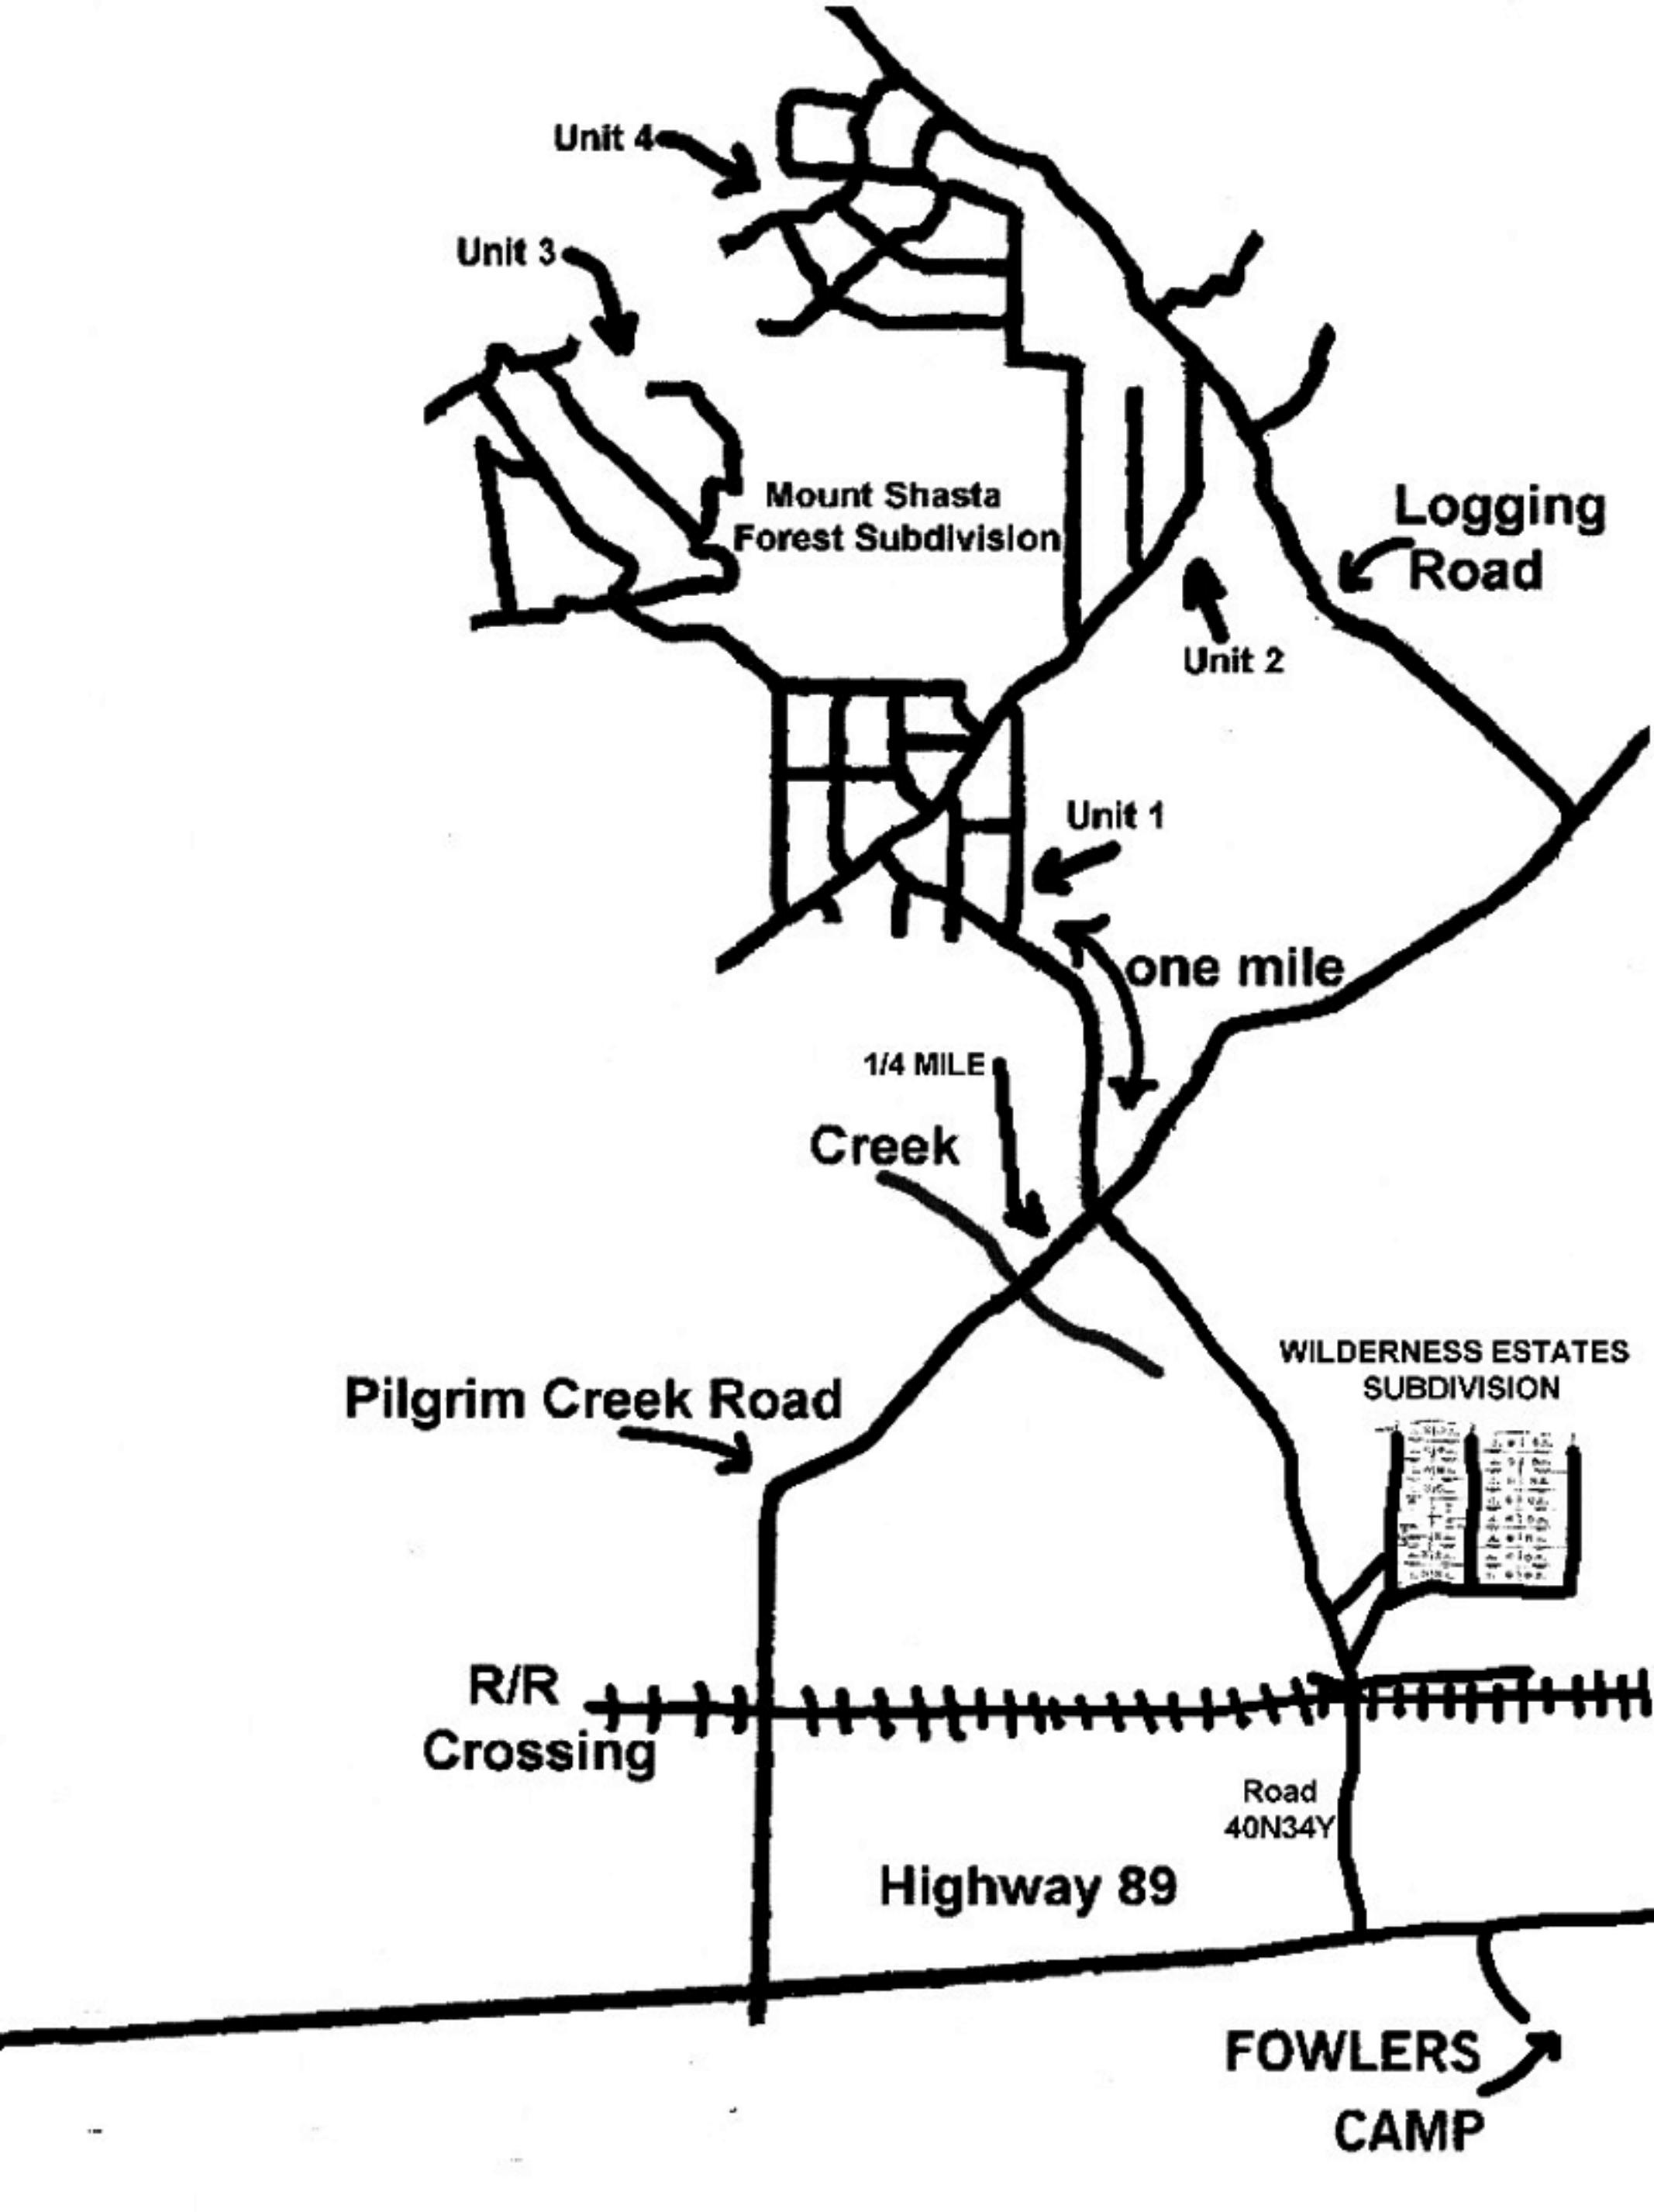 Unit 4
Unit 3
Mount Shasta
Forest Subdivision
Logging
Road
Unit 2
Unit 1
one mile
1/4 MILE
Creek
WILDERNESS ESTATES
SUBDIVISION
Pilgrim Creek Road
R/R
Crossing
Road
40N34Y
Highway 89
FOWLERS
CAMP